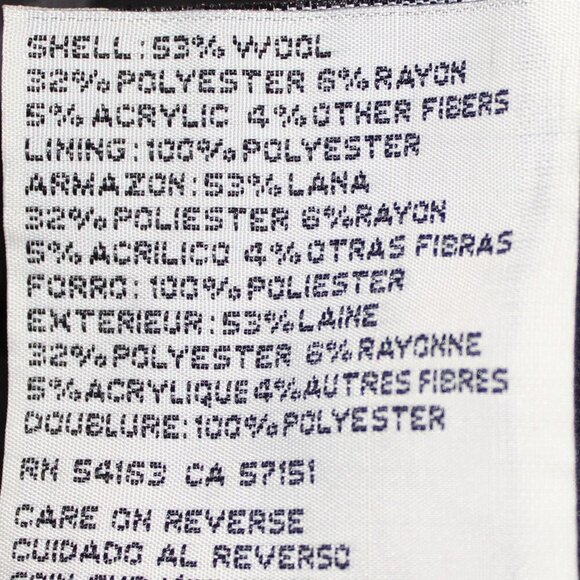 SHELL: 53% WOOL
32% POLYESTER 6% RAYON
5% ACRYLIC 4% OTHER FIBERS
LINING: 100% POLYESTER
ARMAZON: 53% LANA
32% POLIESTER 6% RAYON
5% ACRILICO 4% OTRAS FIBRAS
FORRO: 100% POLIESTER
EXTERIEUR: 53% LAINE
32% POLYESTER 6% RAYONNE
5% ACRYLIQUE 4% AUTRES FIBRES
DOUBLURE: 100% POLYESTER
RN 54163 CA 57151
CARE ON REVERSE
CUIDADO AL REVERSO